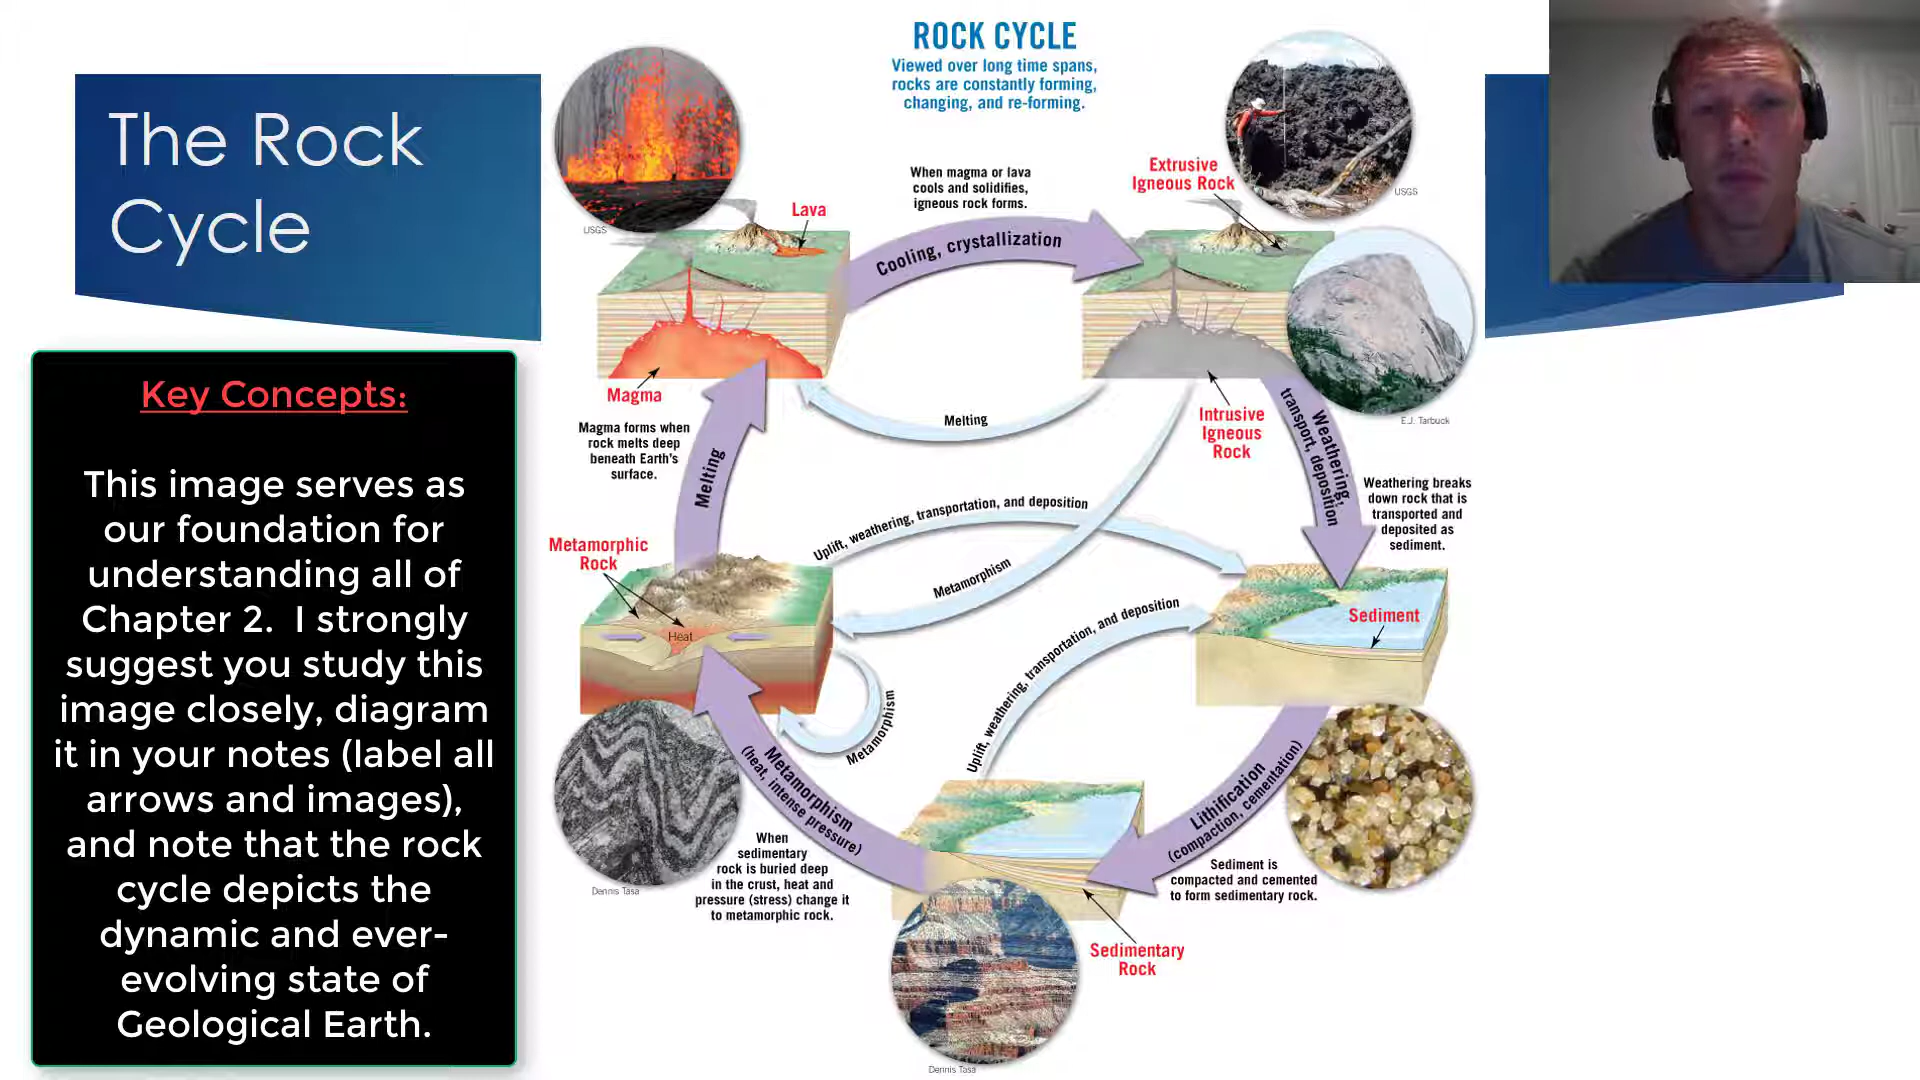 The Rock
Cycle
Key Concepts:
This image serves as
our foundation for
understanding all of
Chapter 2.  I strongly
suggest you study this
image closely, diagram
it in your notes (label all
arrows and images),
and note that the rock
cycle depicts the
dynamic and ever-
evolving state of
Geological Earth.
ROCK CYCLE
Viewed over long time spans,
rocks are constantly forming,
changing, and re-forming.
USGS
Lava
When magma or lava
cools and solidifies,
igneous rock forms.
Cooling, crystallization
Extrusive
Igneous Rock
USGS
E.J. Tarbuck
Magma
Magma forms when
rock melts deep
beneath Earth's
surface.
Melting
Melting
Intrusive
Igneous
Rock
Weathering,
transport, deposition
Weathering breaks
down rock that is
transported and
deposited as
sediment.
Uplift, weathering, transportation, and deposition
Metamorphism
Metamorphic
Rock
Heat
Sediment
Uplift, weathering, transportation, and deposition
Metamorphism
Metamorphism
(heat, intense pressure)
Lithification
(compaction, cementation)
When
sedimentary
rock is buried deep
in the crust, heat and
pressure (stress) change it
to metamorphic rock.
Dennis Tasa
Sediment is
compacted and cemented
to form sedimentary rock.
Sedimentary
Rock
Dennis Tasa